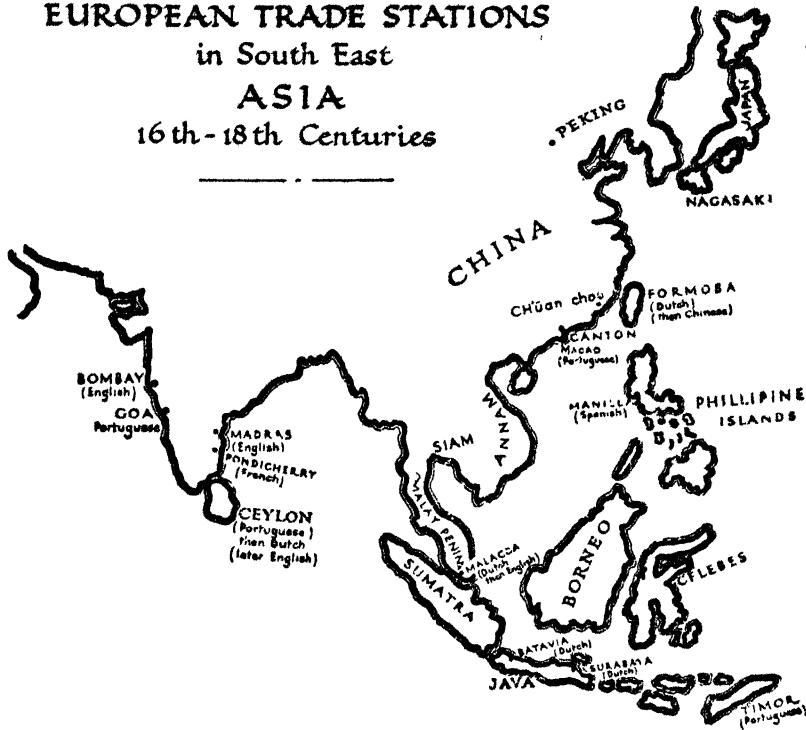 EUROPEAN TRADE STATIONS
in South East
ASIA
16th - 18th Centuries
PEKING
JAPAN
NAGASAKI
CHINA
CH'ÜAN chou
FORMOBA
(Dutch)
(then Chinese)
CANTON
MACAO
(Portuguese)
BOMBAY
(English)
GOA
Portuguese
MADRAS
(English)
PONDICHERRY
(French)
CEYLON
(Portuguese)
then Dutch
(later English)
SIAM
ANNAM
MANILLA
(Spanish)
PHILLIPINE
ISLANDS
MALAY PENIN
MALACCA
(Dutch
then English)
SUMATRA
BORNEO
CELEBES
BATAVIA
(Dutch)
SURABAYA
(Dutch)
JAVA
TIMOR
(Portuguese)